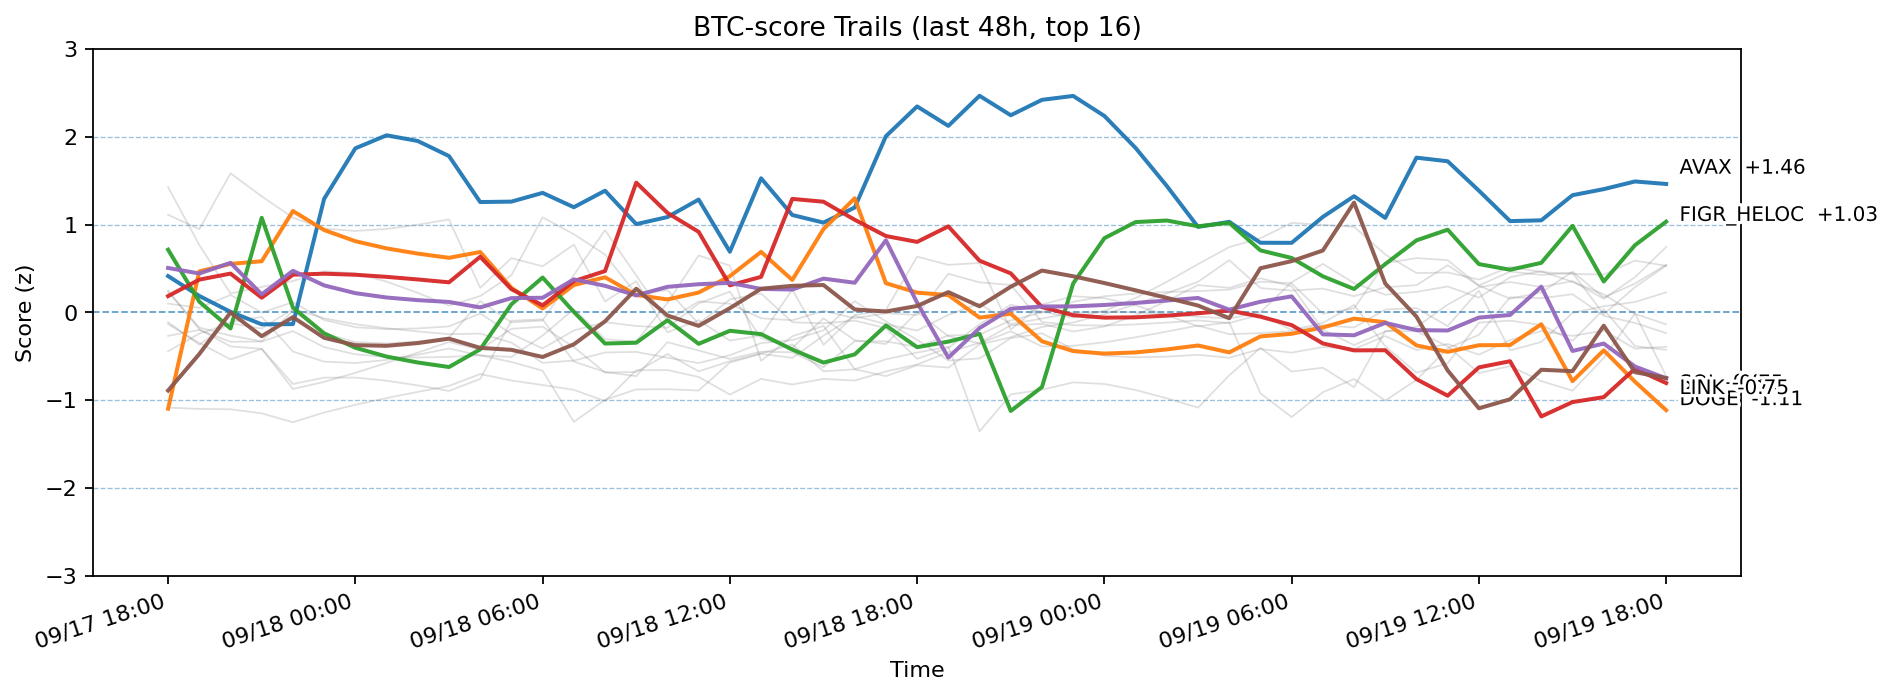 BTC-score Trails (last 48h, top 16)
3
2
1
0
−1
−2
−3
Score (z)
AVAX +1.46
FIGR_HELOC +1.03
LINK -0.75
DOGE -1.11
09/17 18:00
09/18 00:00
09/18 06:00
09/18 12:00
09/18 18:00
09/19 00:00
09/19 06:00
09/19 12:00
09/19 18:00
Time